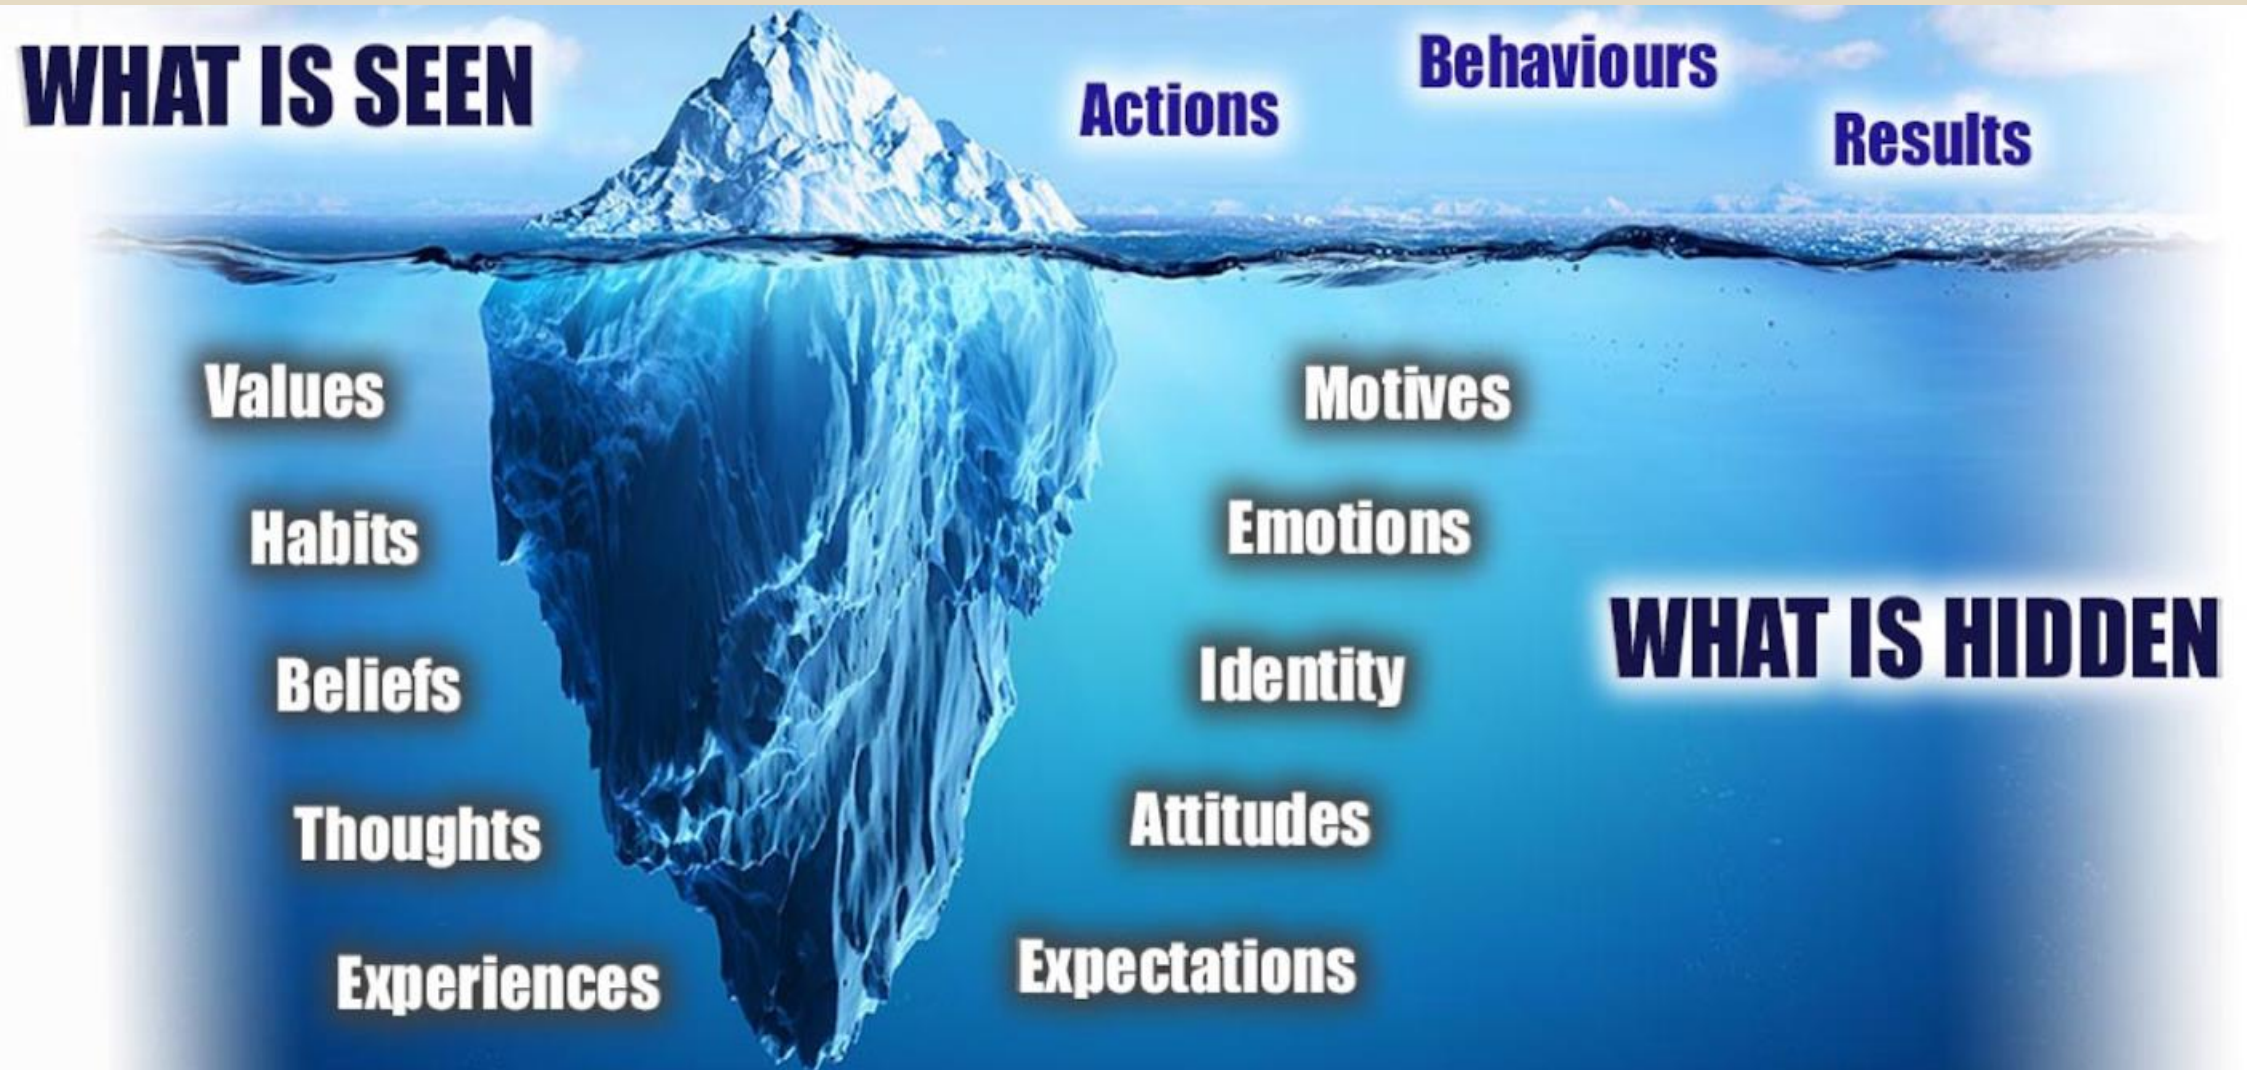 WHAT IS SEEN
Actions
Behaviours
Results
Values
Habits
Beliefs
Thoughts
Experiences
Motives
Emotions
Identity
Attitudes
Expectations
WHAT IS HIDDEN